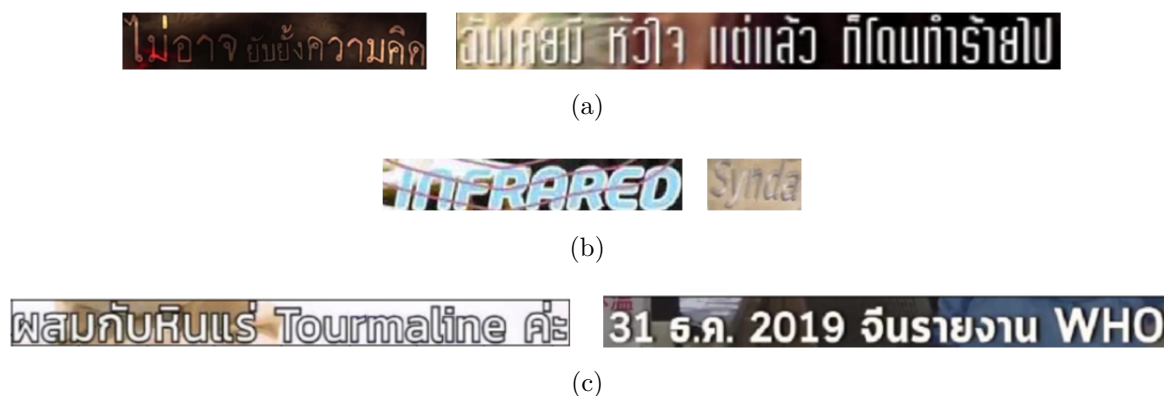 ไม่อาจ ยับยั้งความคิด ฉันเคยมี หัวใจ แต่แล้ว ก็โดนทำร้ายไป
(a)
INFRARED Synda
(b)
ผสมกับหินแร่ Tourmaline ค่ะ 31 ธ.ค. 2019 จีนรายงาน WHO
(c)